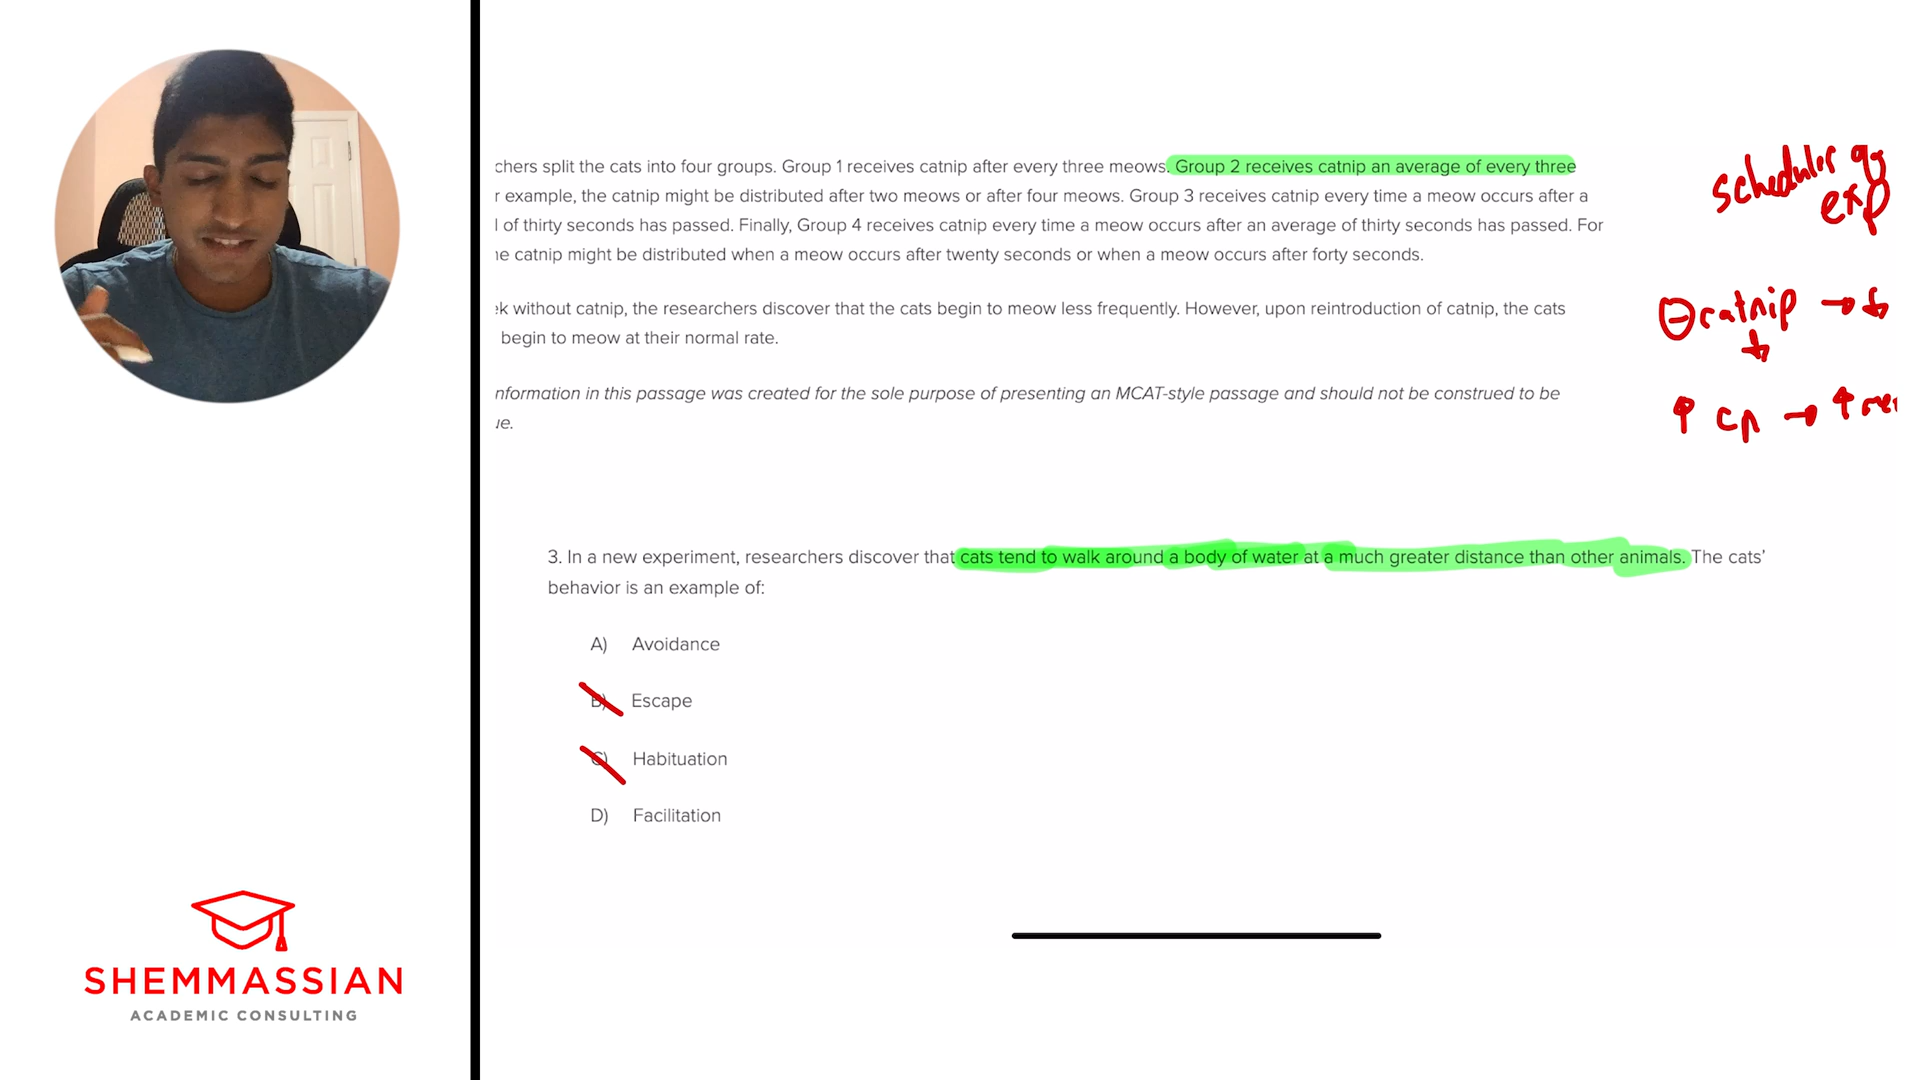 chers split the cats into four groups. Group 1 receives catnip after every three meows. Group 2 receives catnip an average of every three
r example, the catnip might be distributed after two meows or after four meows. Group 3 receives catnip every time a meow occurs after a
l of thirty seconds has passed. Finally, Group 4 receives catnip every time a meow occurs after an average of thirty seconds has passed. For
ne catnip might be distributed when a meow occurs after twenty seconds or when a meow occurs after forty seconds.
ek without catnip, the researchers discover that the cats begin to meow less frequently. However, upon reintroduction of catnip, the cats
begin to meow at their normal rate.
nformation in this passage was created for the sole purpose of presenting an MCAT-style passage and should not be construed to be
ue.
exp
catnip
3. In a new experiment, researchers discover that cats tend to walk around a body of water at a much greater distance than other animals. The cats'
behavior is an example of:
A) Avoidance
B) Escape
C) Habituation
D) Facilitation
SHEMMASSIAN
ACADEMIC CONSULTING